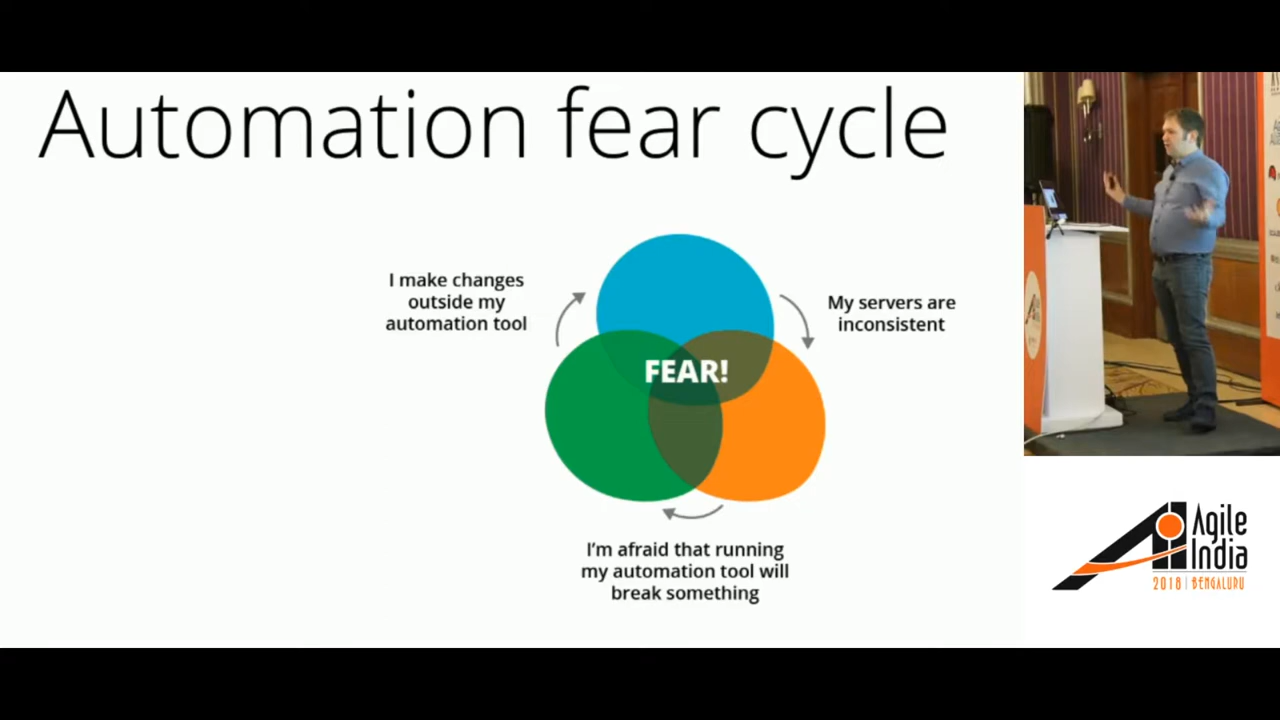 Automation fear cycle
I make changes
outside my
automation tool
My servers are
inconsistent
FEAR!
I'm afraid that running
my automation tool will
break something
Agile
India
2018 | BENGALURU